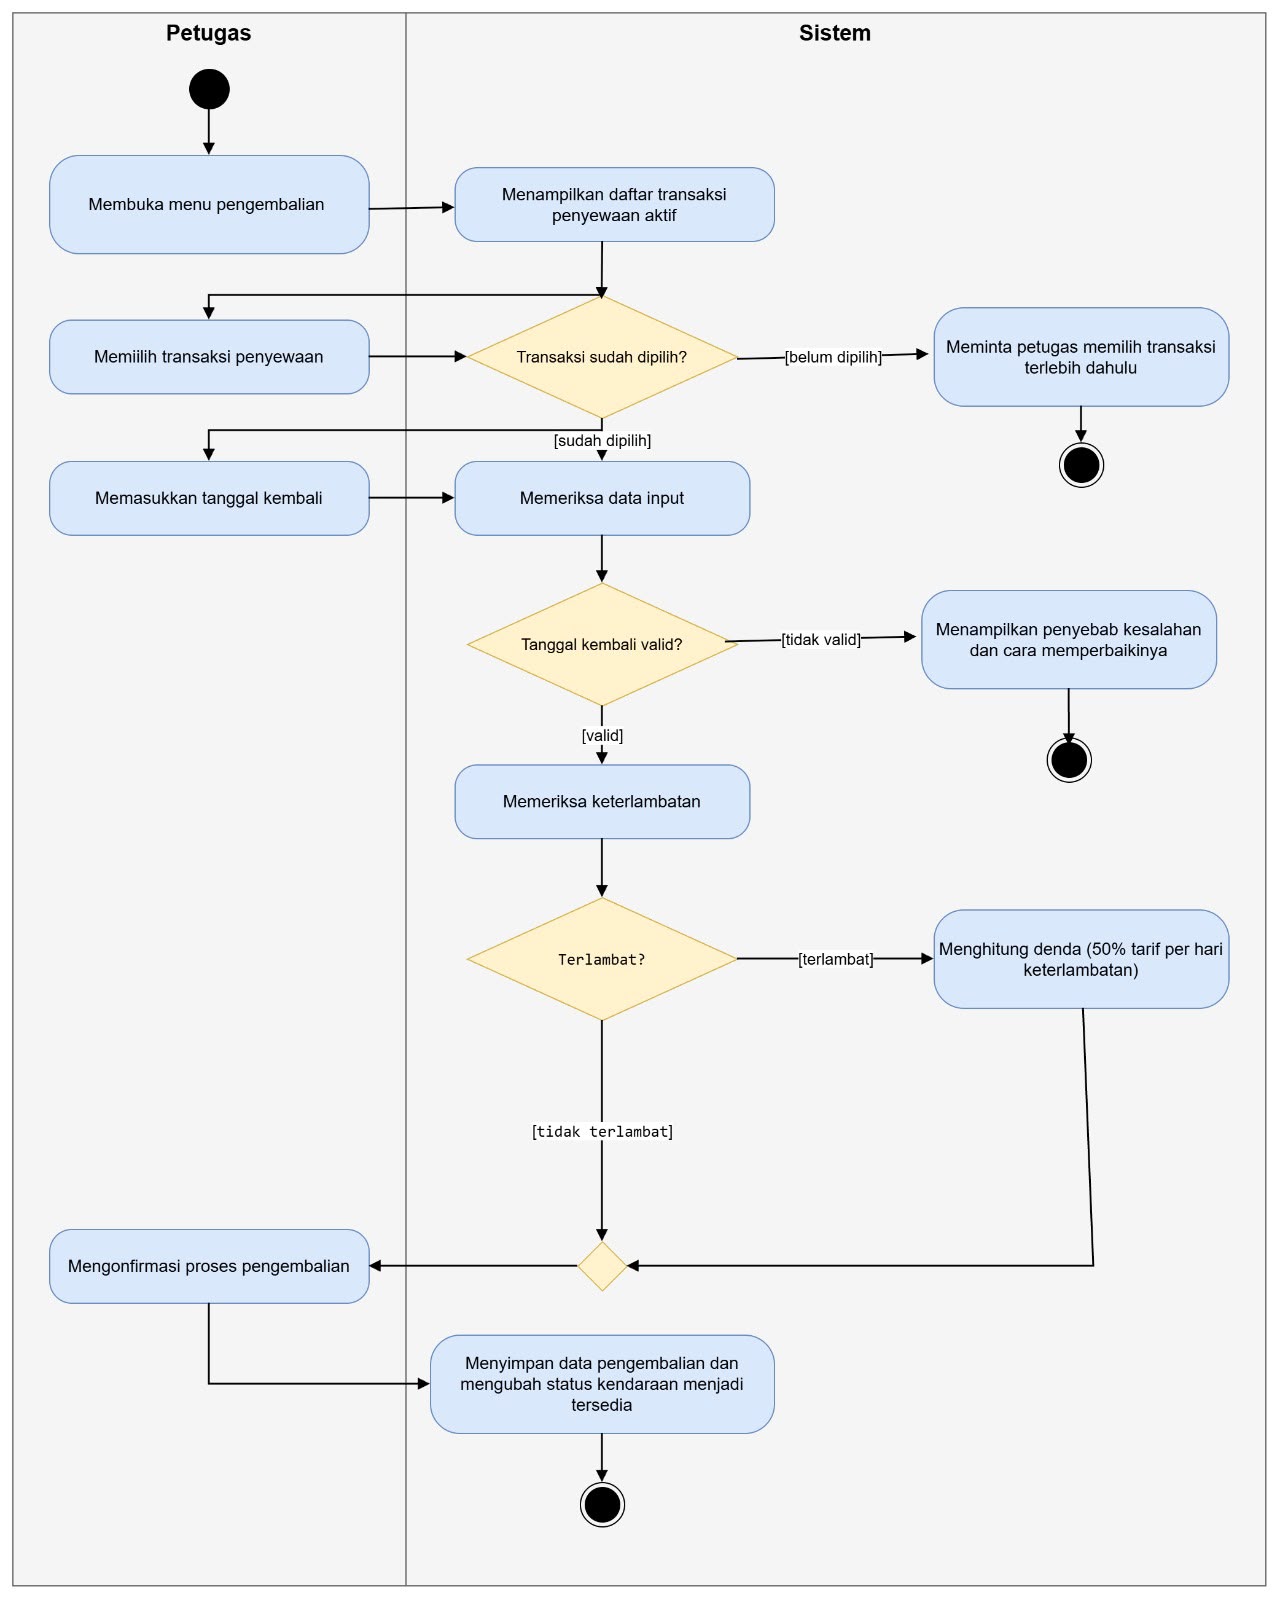 Petugas
Sistem
Membuka menu pengembalian
Menampilkan daftar transaksi
penyewaan aktif
Memiilih transaksi penyewaan
Transaksi sudah dipilih?
[belum dipilih]
Meminta petugas memilih transaksi
terlebih dahulu
[sudah dipilih]
Memasukkan tanggal kembali
Memeriksa data input
Tanggal kembali valid?
[tidak valid]
Menampilkan penyebab kesalahan
dan cara memperbaikinya
[valid]
Memeriksa keterlambatan
Terlambat?
[terlambat]
Menghitung denda (50% tarif per hari
keterlambatan)
[tidak terlambat]
Mengonfirmasi proses pengembalian
Menyimpan data pengembalian dan
mengubah status kendaraan menjadi
tersedia